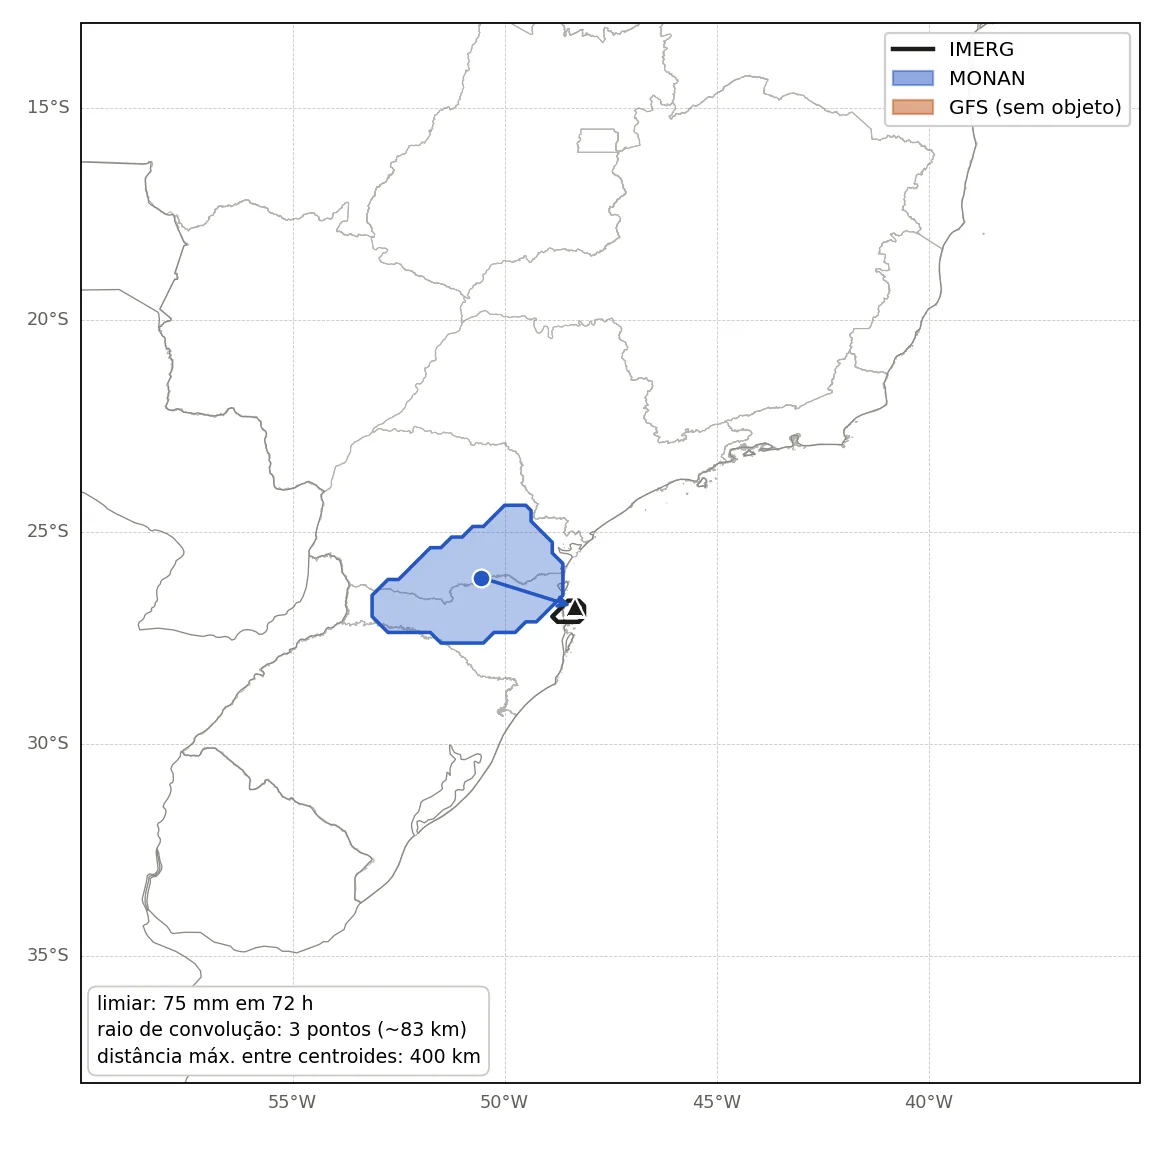 IMERG
MONAN
GFS (sem objeto)
15°S
20°S
25°S
30°S
35°S
limiar: 75 mm em 72 h
raio de convolução: 3 pontos (~83 km)
distância máx. entre centroides: 400 km
55°W
50°W
45°W
40°W